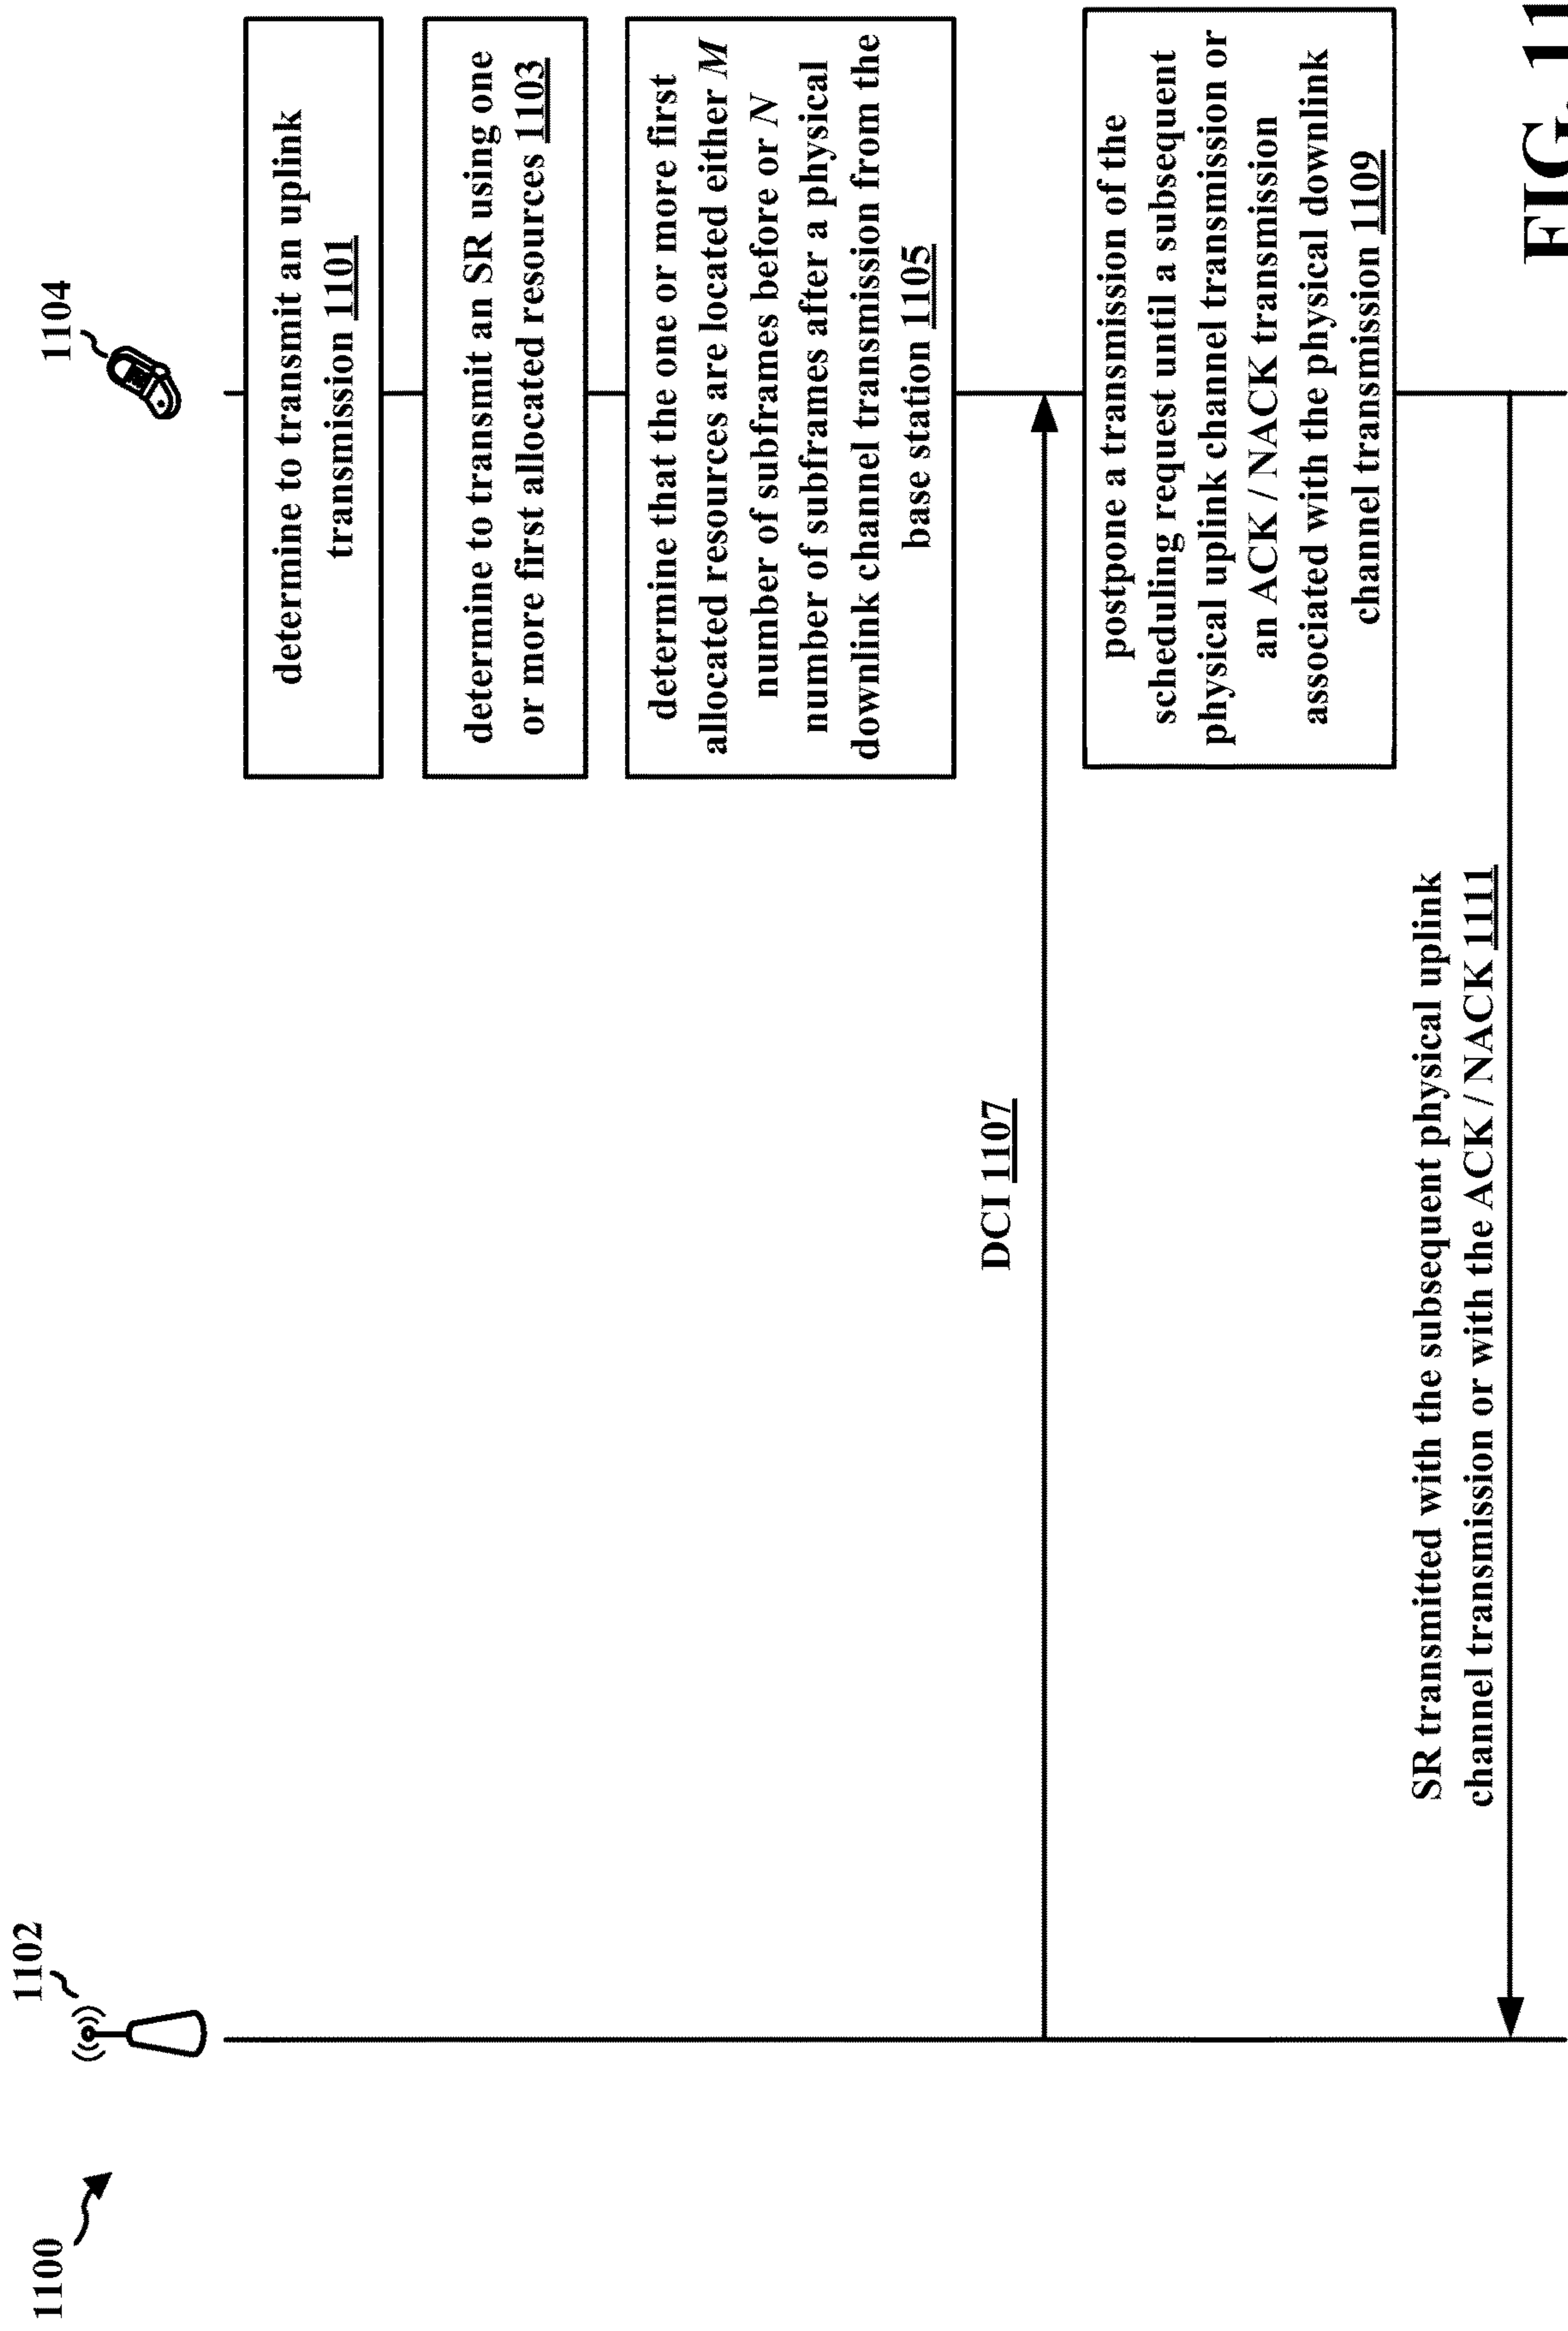 1100
1102
1104
determine to transmit an uplink
transmission 1101
determine to transmit an SR using one
or more first allocated resources 1103
determine that the one or more first
allocated resources are located either M
number of subframes before or N
number of subframes after a physical
downlink channel transmission from the
base station 1105
DCI 1107
postpone a transmission of the
scheduling request until a subsequent
physical uplink channel transmission or
an ACK / NACK transmission
associated with the physical downlink
channel transmission 1109
SR transmitted with the subsequent physical uplink
channel transmission or with the ACK / NACK 1111
FIG. 11